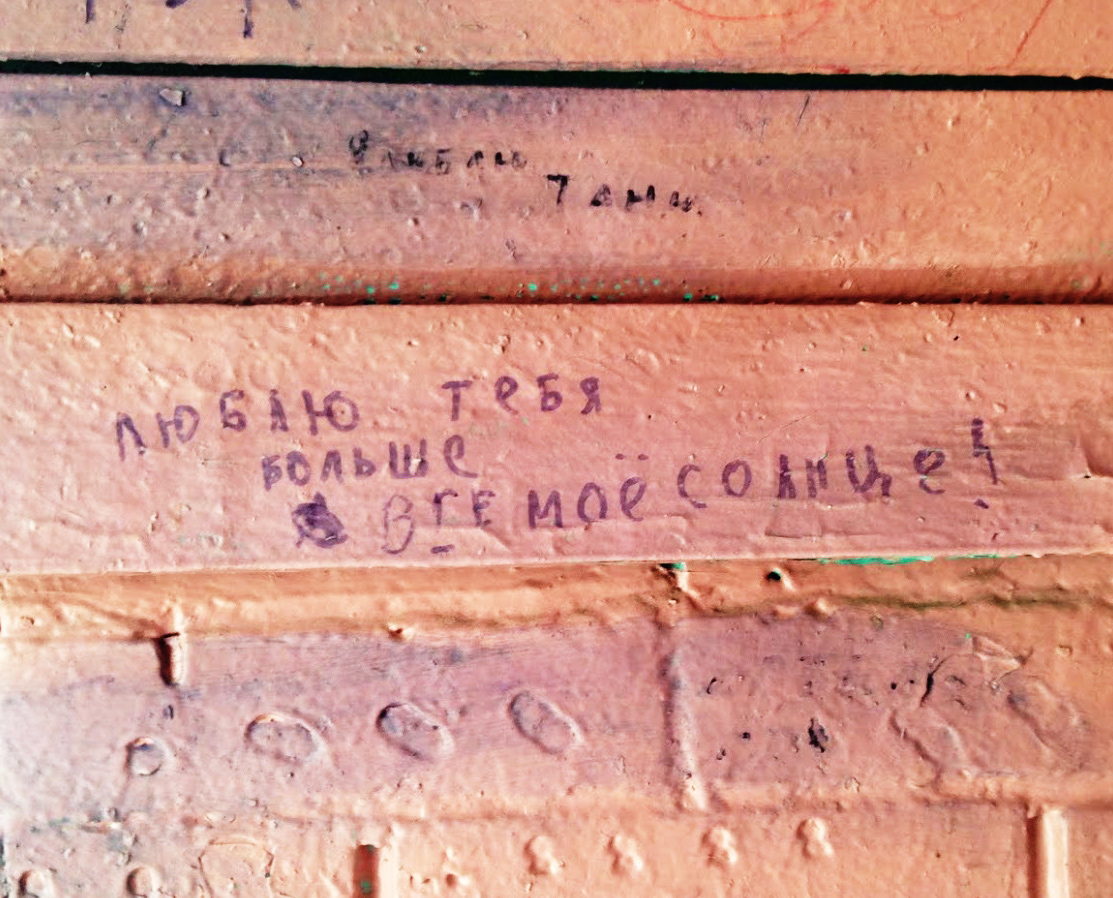 Я люблю
Таню
люблю тебя
больше
всЕ моё солнце!